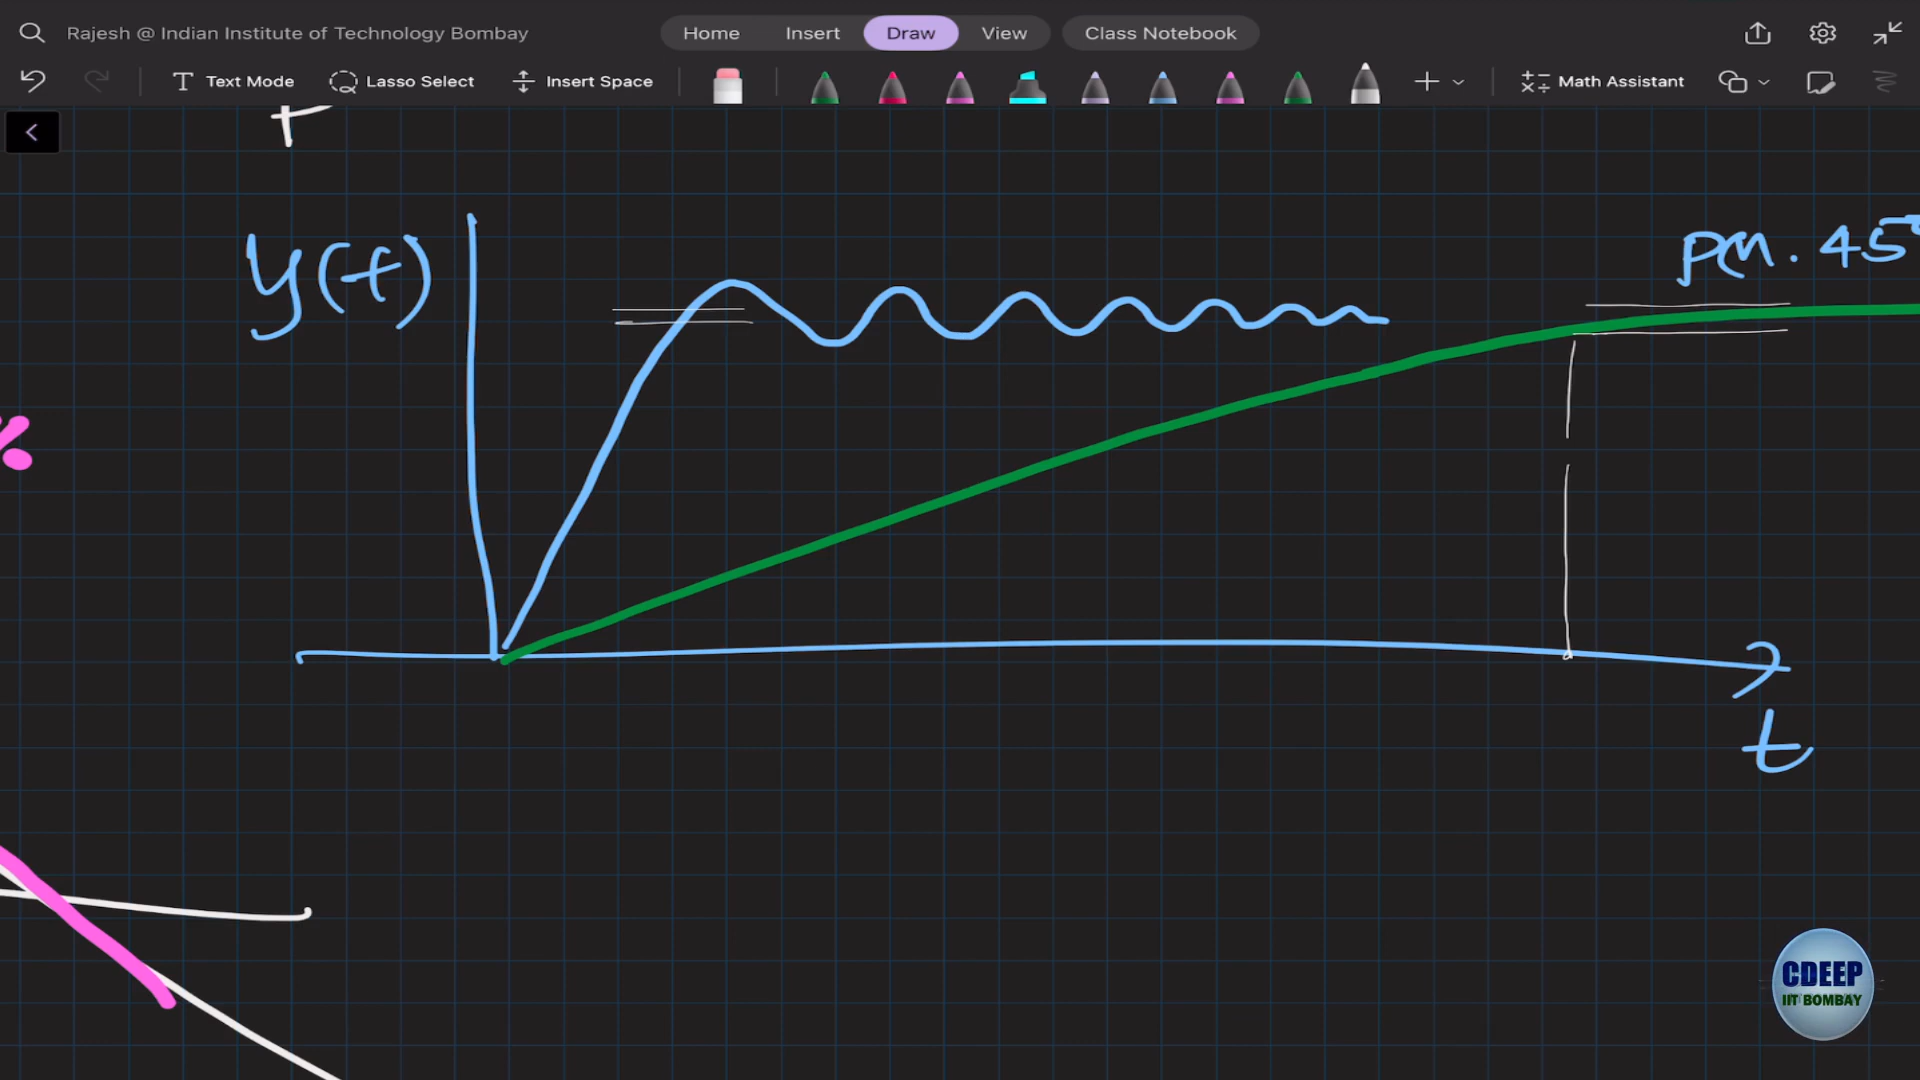 Rajesh @ Indian Institute of Technology Bombay
Home Insert Draw View Class Notebook
Text Mode Lasso Select Insert Space Math Assistant
y(t)
PM. 45°
%
t
CDEEP
IIT BOMBAY